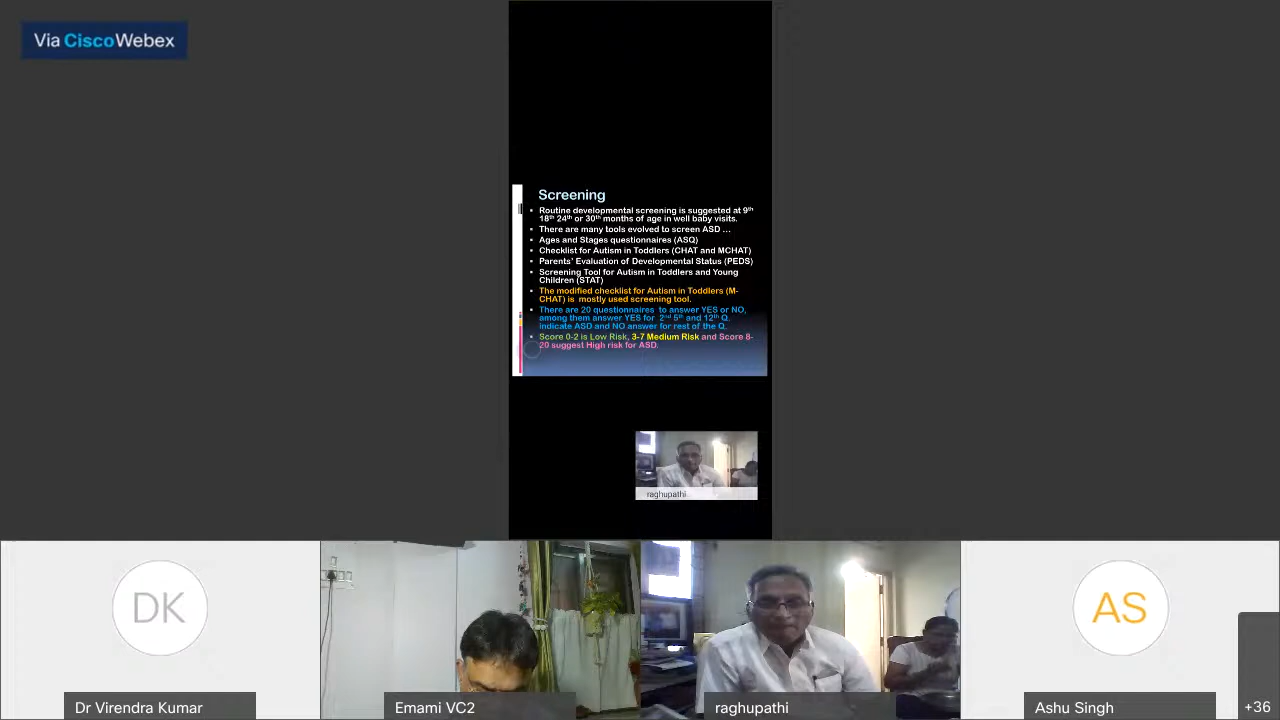 Via CiscoWebex
Screening
Routine developmental screening is suggested at 9th
18th 24th or 30th months of age in well baby visits.
There are many tools evolved to screen ASD ...
Ages and Stages questionnaires (ASQ)
Checklist for Autism in Toddlers (CHAT and MCHAT)
Parents' Evaluation of Developmental Status (PEDS)
Screening Tool for Autism in Toddlers and Young
Children (STAT)
The modified checklist for Autism in Toddlers (M-
CHAT) is mostly used screening tool.
There are 20 questionnaires to answer YES or NO,
among them answer YES for 2nd 5th and 12th Q
indicate ASD and NO answer for rest of the Q.
Score 0-2 is Low Risk, 3-7 Medium Risk and Score 8-
20 suggest High risk for ASD.
raghupathi
DK
AS
Dr Virendra Kumar
Emami VC2
raghupathi
Ashu Singh
+36